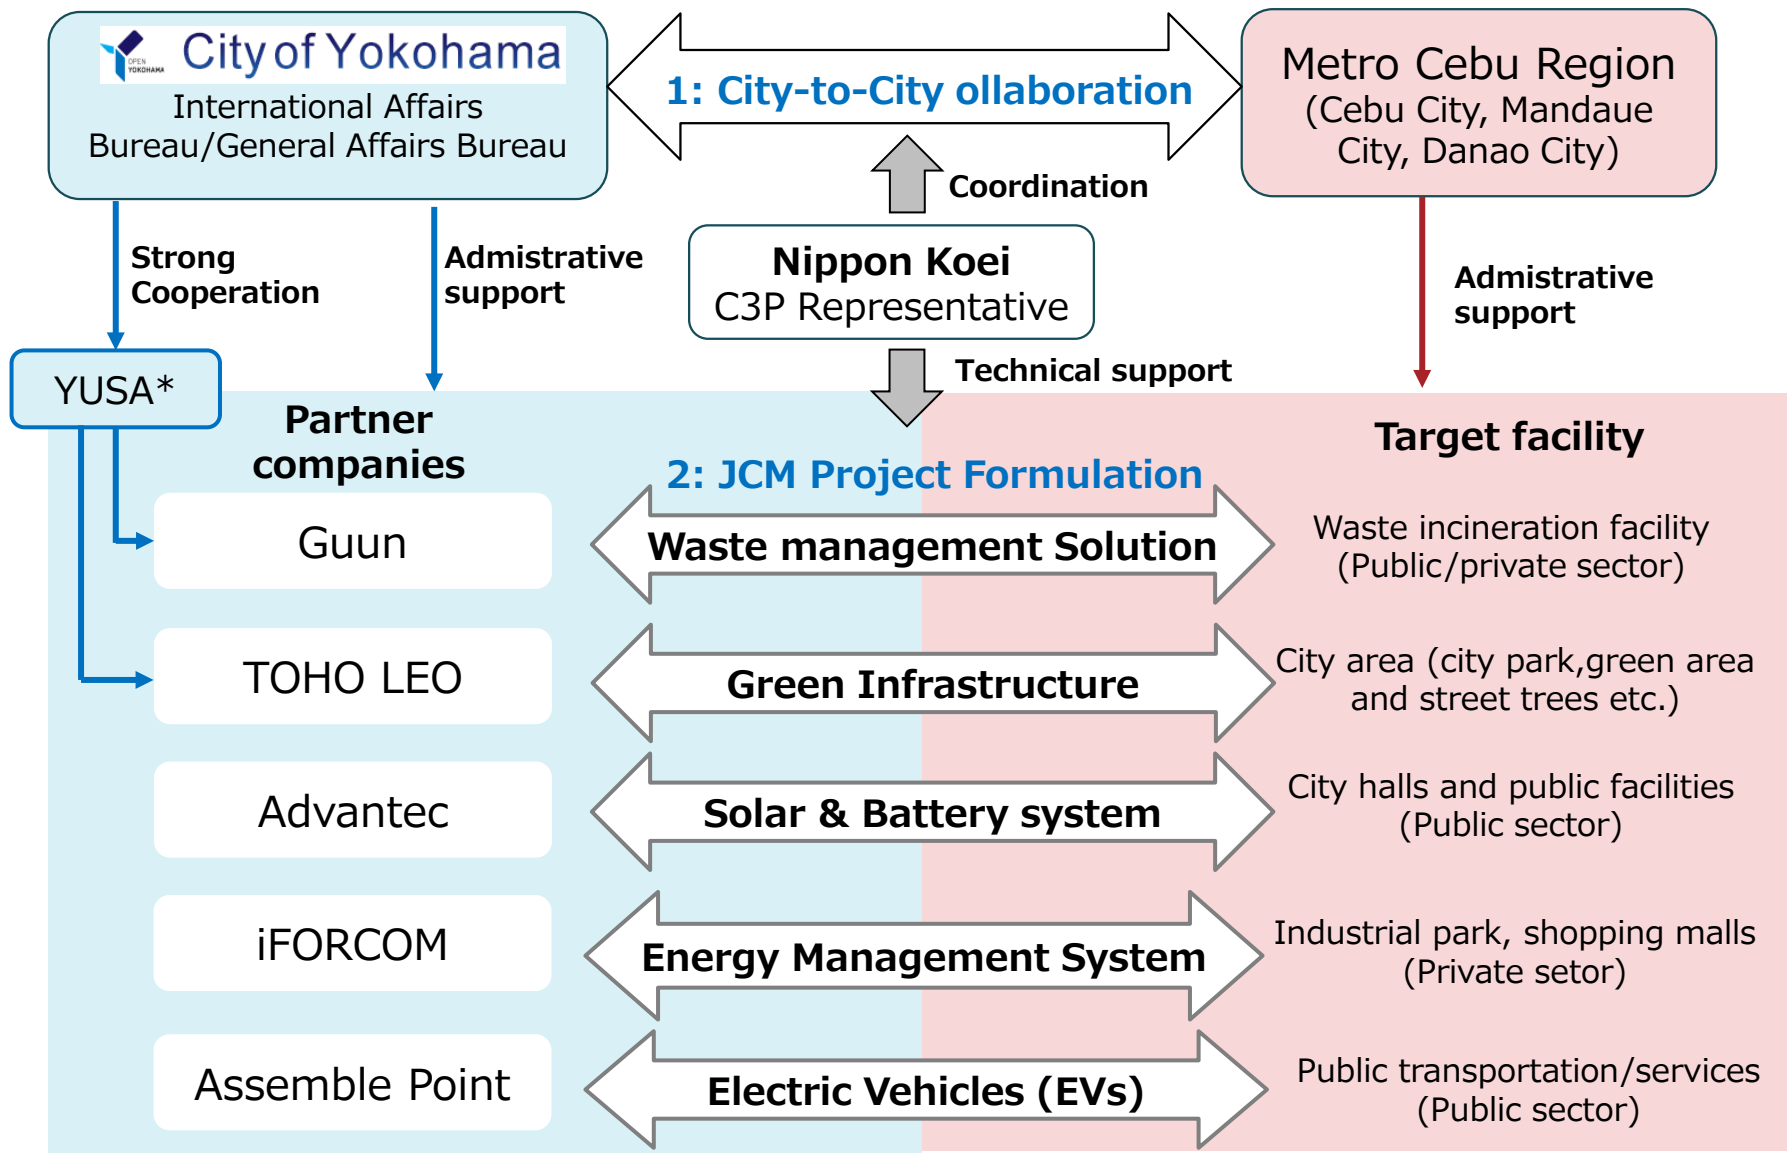 OPEN
YOKOHAMA
City of Yokohama
International Affairs
Bureau/General Affairs Bureau
1: City-to-City ollaboration
Metro Cebu Region
(Cebu City, Mandaue
City, Danao City)
Coordination
Strong
Cooperation
Admistrative
support
Nippon Koei
C3P Representative
Admistrative
support
Technical support
YUSA*
Partner
companies
Target facility
2: JCM Project Formulation
Guun
Waste management Solution
Waste incineration facility
(Public/private sector)
TOHO LEO
Green Infrastructure
City area (city park,green area
and street trees etc.)
Advantec
Solar & Battery system
City halls and public facilities
(Public sector)
iFORCOM
Energy Management System
Industrial park, shopping malls
(Private setor)
Assemble Point
Electric Vehicles (EVs)
Public transportation/services
(Public sector)